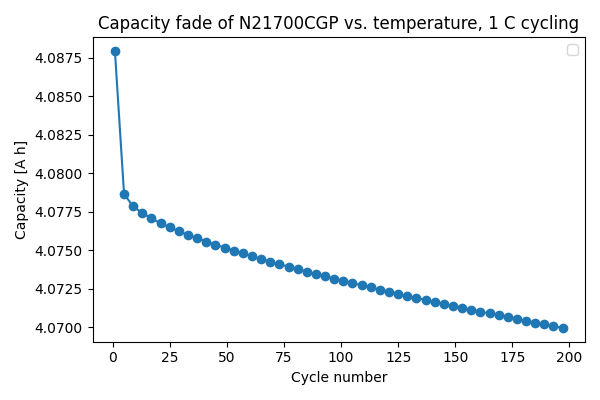 Capacity fade of N21700CGP vs. temperature, 1 C cycling
4.0875
4.0850
4.0825
4.0800
4.0775
4.0750
4.0725
4.0700
Capacity [A h]
0 25 50 75 100 125 150 175 200
Cycle number